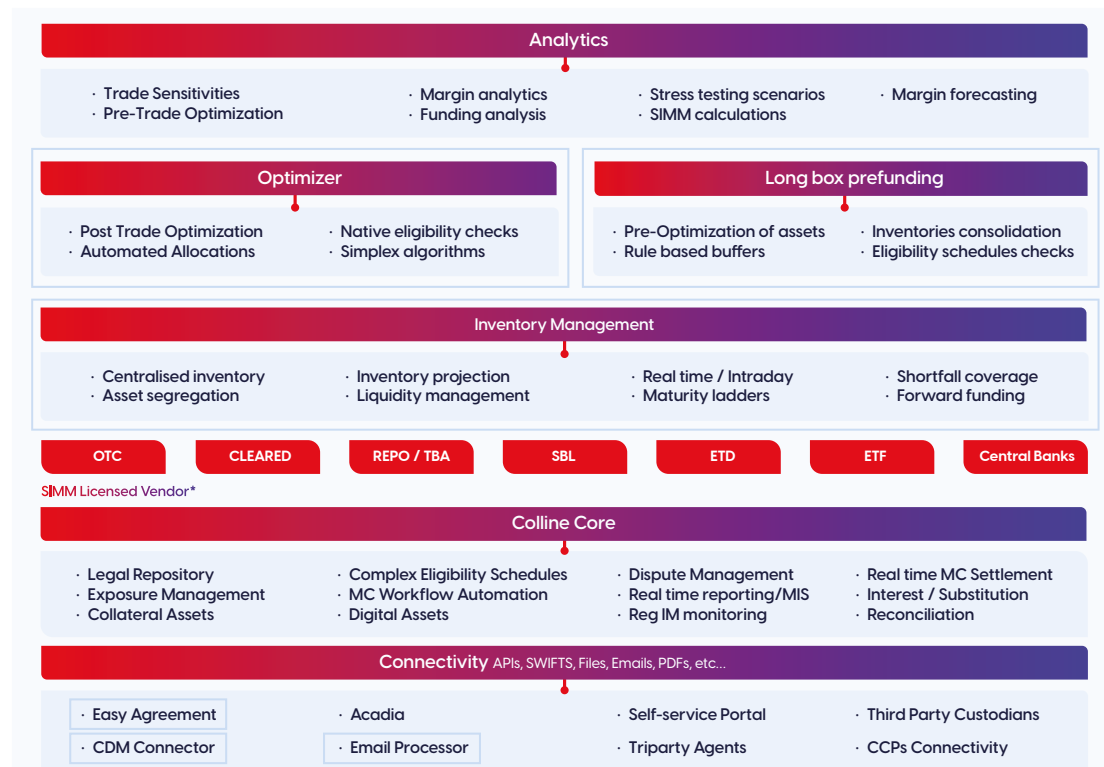 Analytics
· Trade Sensitivities
· Pre-Trade Optimization
· Margin analytics
· Funding analysis
· Stress testing scenarios
· SIMM calculations
· Margin forecasting
Optimizer
· Post Trade Optimization
· Automated Allocations
· Native eligibility checks
· Simplex algorithms
Long box prefunding
· Pre-Optimization of assets
· Rule based buffers
· Inventories consolidation
· Eligibility schedules checks
Inventory Management
· Centralised inventory
· Asset segregation
· Inventory projection
· Liquidity management
· Real time / Intraday
· Maturity ladders
· Shortfall coverage
· Forward funding
OTC
CLEARED
REPO / TBA
SBL
ETD
ETF
Central Banks
SIMM Licensed Vendor*
Colline Core
· Legal Repository
· Exposure Management
· Collateral Assets
· Complex Eligibility Schedules
· MC Workflow Automation
· Digital Assets
· Dispute Management
· Real time reporting/MIS
· Reg IM monitoring
· Real time MC Settlement
· Interest / Substitution
· Reconciliation
Connectivity APIs, SWIFTS, Files, Emails, PDFs, etc...
· Easy Agreement
· CDM Connector
· Acadia
· Email Processor
· Self-service Portal
· Triparty Agents
· Third Party Custodians
· CCPs Connectivity